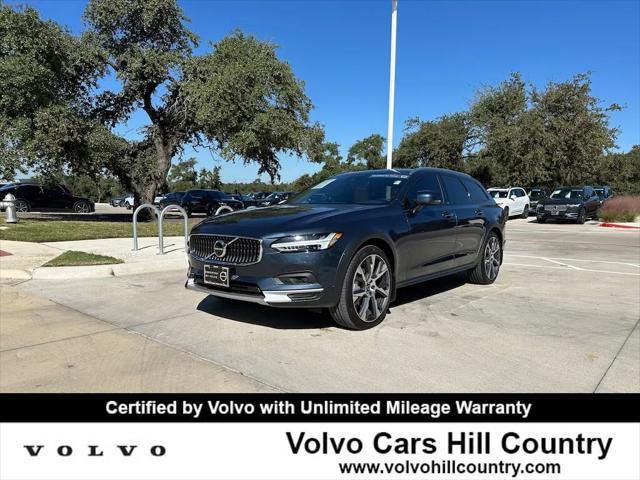 Certified by Volvo with Unlimited Mileage Warranty
VOLVO
Volvo Cars Hill Country
www.volvohillcountry.com